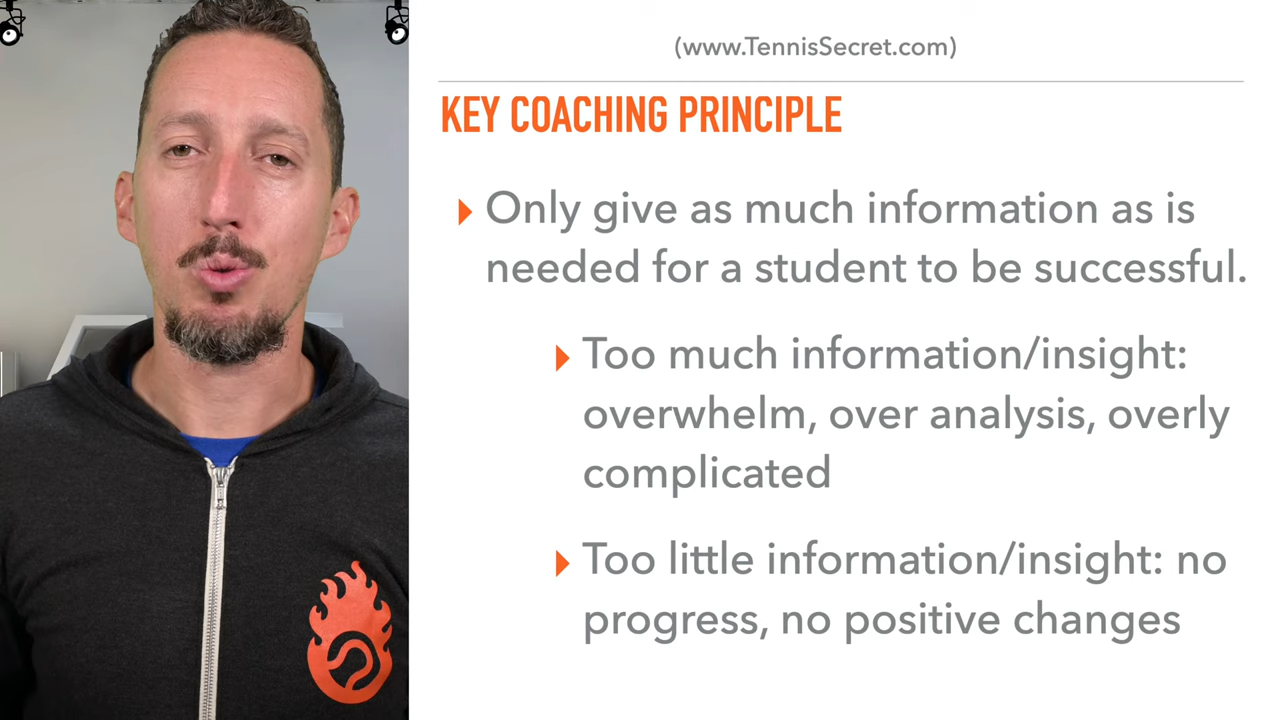 (www.TennisSecret.com)
KEY COACHING PRINCIPLE
Only give as much information as is
needed for a student to be successful.
Too much information/insight:
overwhelm, over analysis, overly
complicated
Too little information/insight: no
progress, no positive changes